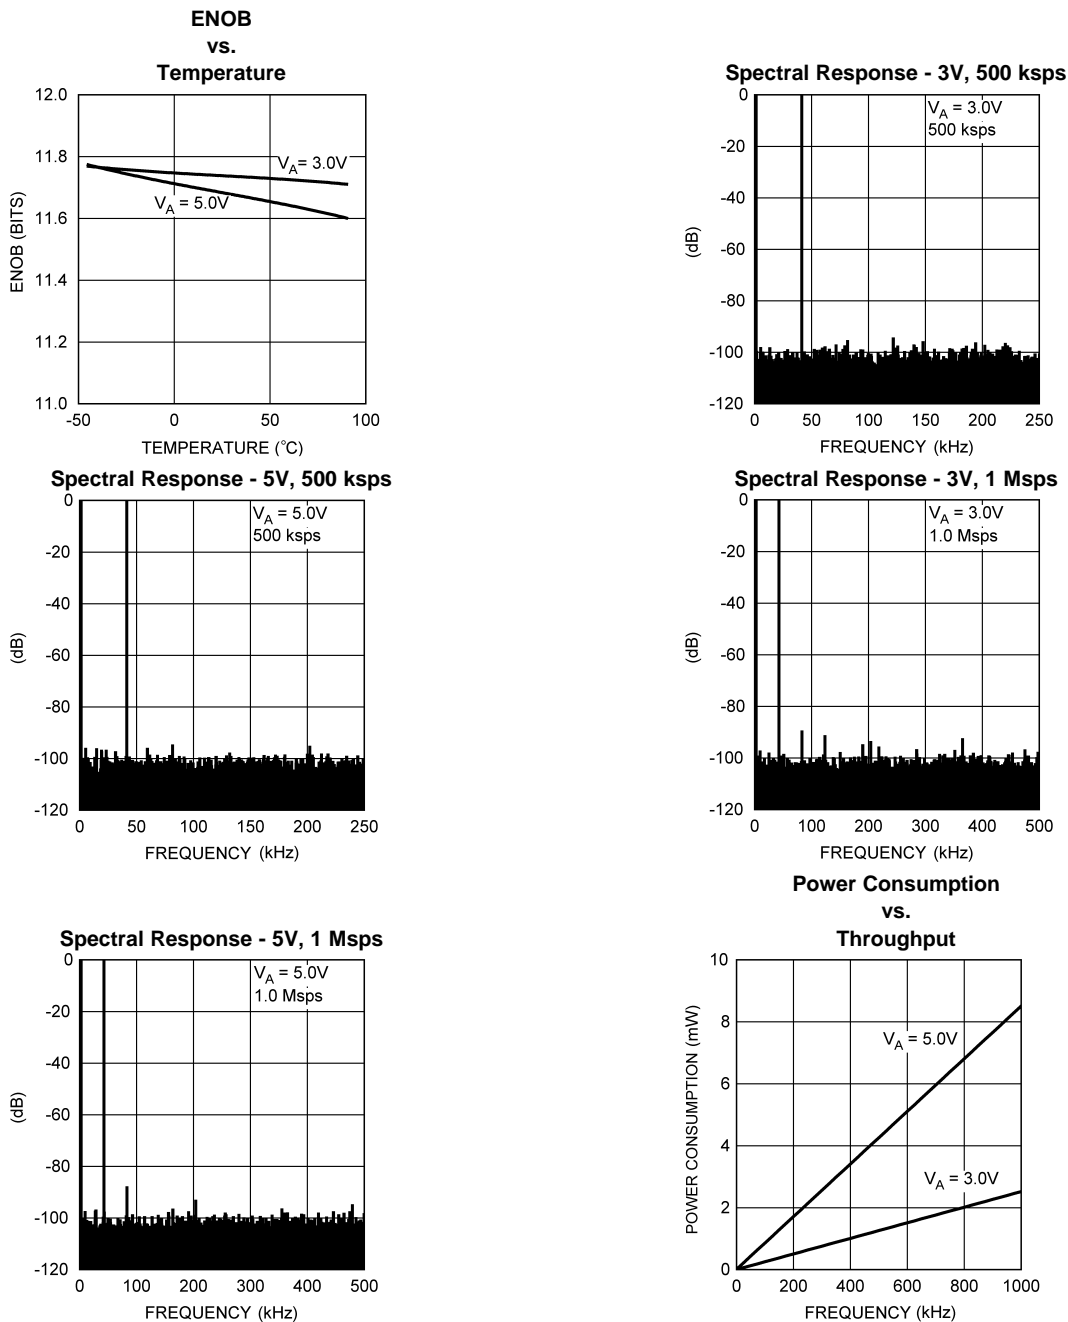 ENOB
vs.
Temperature
12.0
11.8
11.6
11.4
11.2
11.0
-50
0
50
100
ENOB (BITS)
TEMPERATURE (°C)
VA= 3.0V
VA = 5.0V
Spectral Response - 3V, 500 ksps
0
-20
-40
-60
-80
-100
-120
0
50
100
150
200
250
(dB)
FREQUENCY (kHz)
VA = 3.0V
500 ksps
Spectral Response - 5V, 500 ksps
0
-20
-40
-60
-80
-100
-120
0
50
100
150
200
250
(dB)
FREQUENCY (kHz)
VA = 5.0V
500 ksps
Spectral Response - 3V, 1 Msps
0
-20
-40
-60
-80
-100
-120
0
100
200
300
400
500
(dB)
FREQUENCY (kHz)
VA = 3.0V
1.0 Msps
Spectral Response - 5V, 1 Msps
0
-20
-40
-60
-80
-100
-120
0
100
200
300
400
500
(dB)
FREQUENCY (kHz)
VA = 5.0V
1.0 Msps
Power Consumption
vs.
Throughput
10
8
6
4
2
0
0
200
400
600
800
1000
POWER CONSUMPTION (mW)
FREQUENCY (kHz)
VA = 5.0V
VA = 3.0V